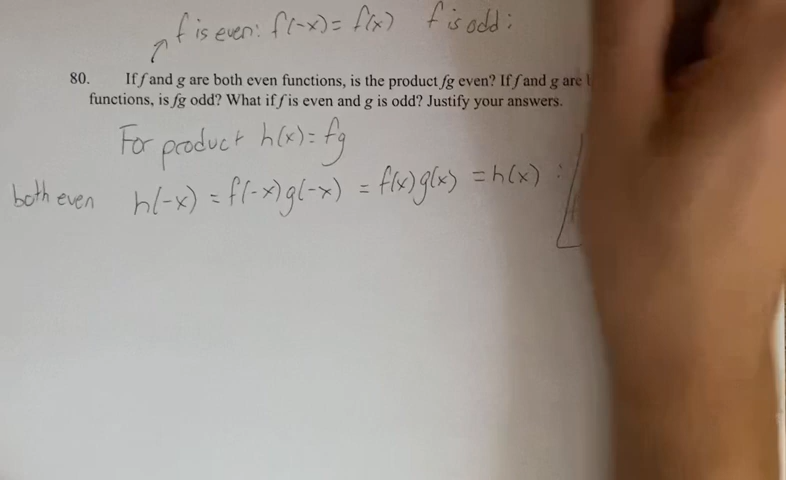 f is even: f(-x) = f(x) f is odd:
80. If f and g are both even functions, is the product fg even? If f and g are
functions, is fg odd? What if f is even and g is odd? Justify your answers.
For product h(x) = fg
both even h(-x) = f(-x)g(-x) = f(x)g(x) = h(x) :